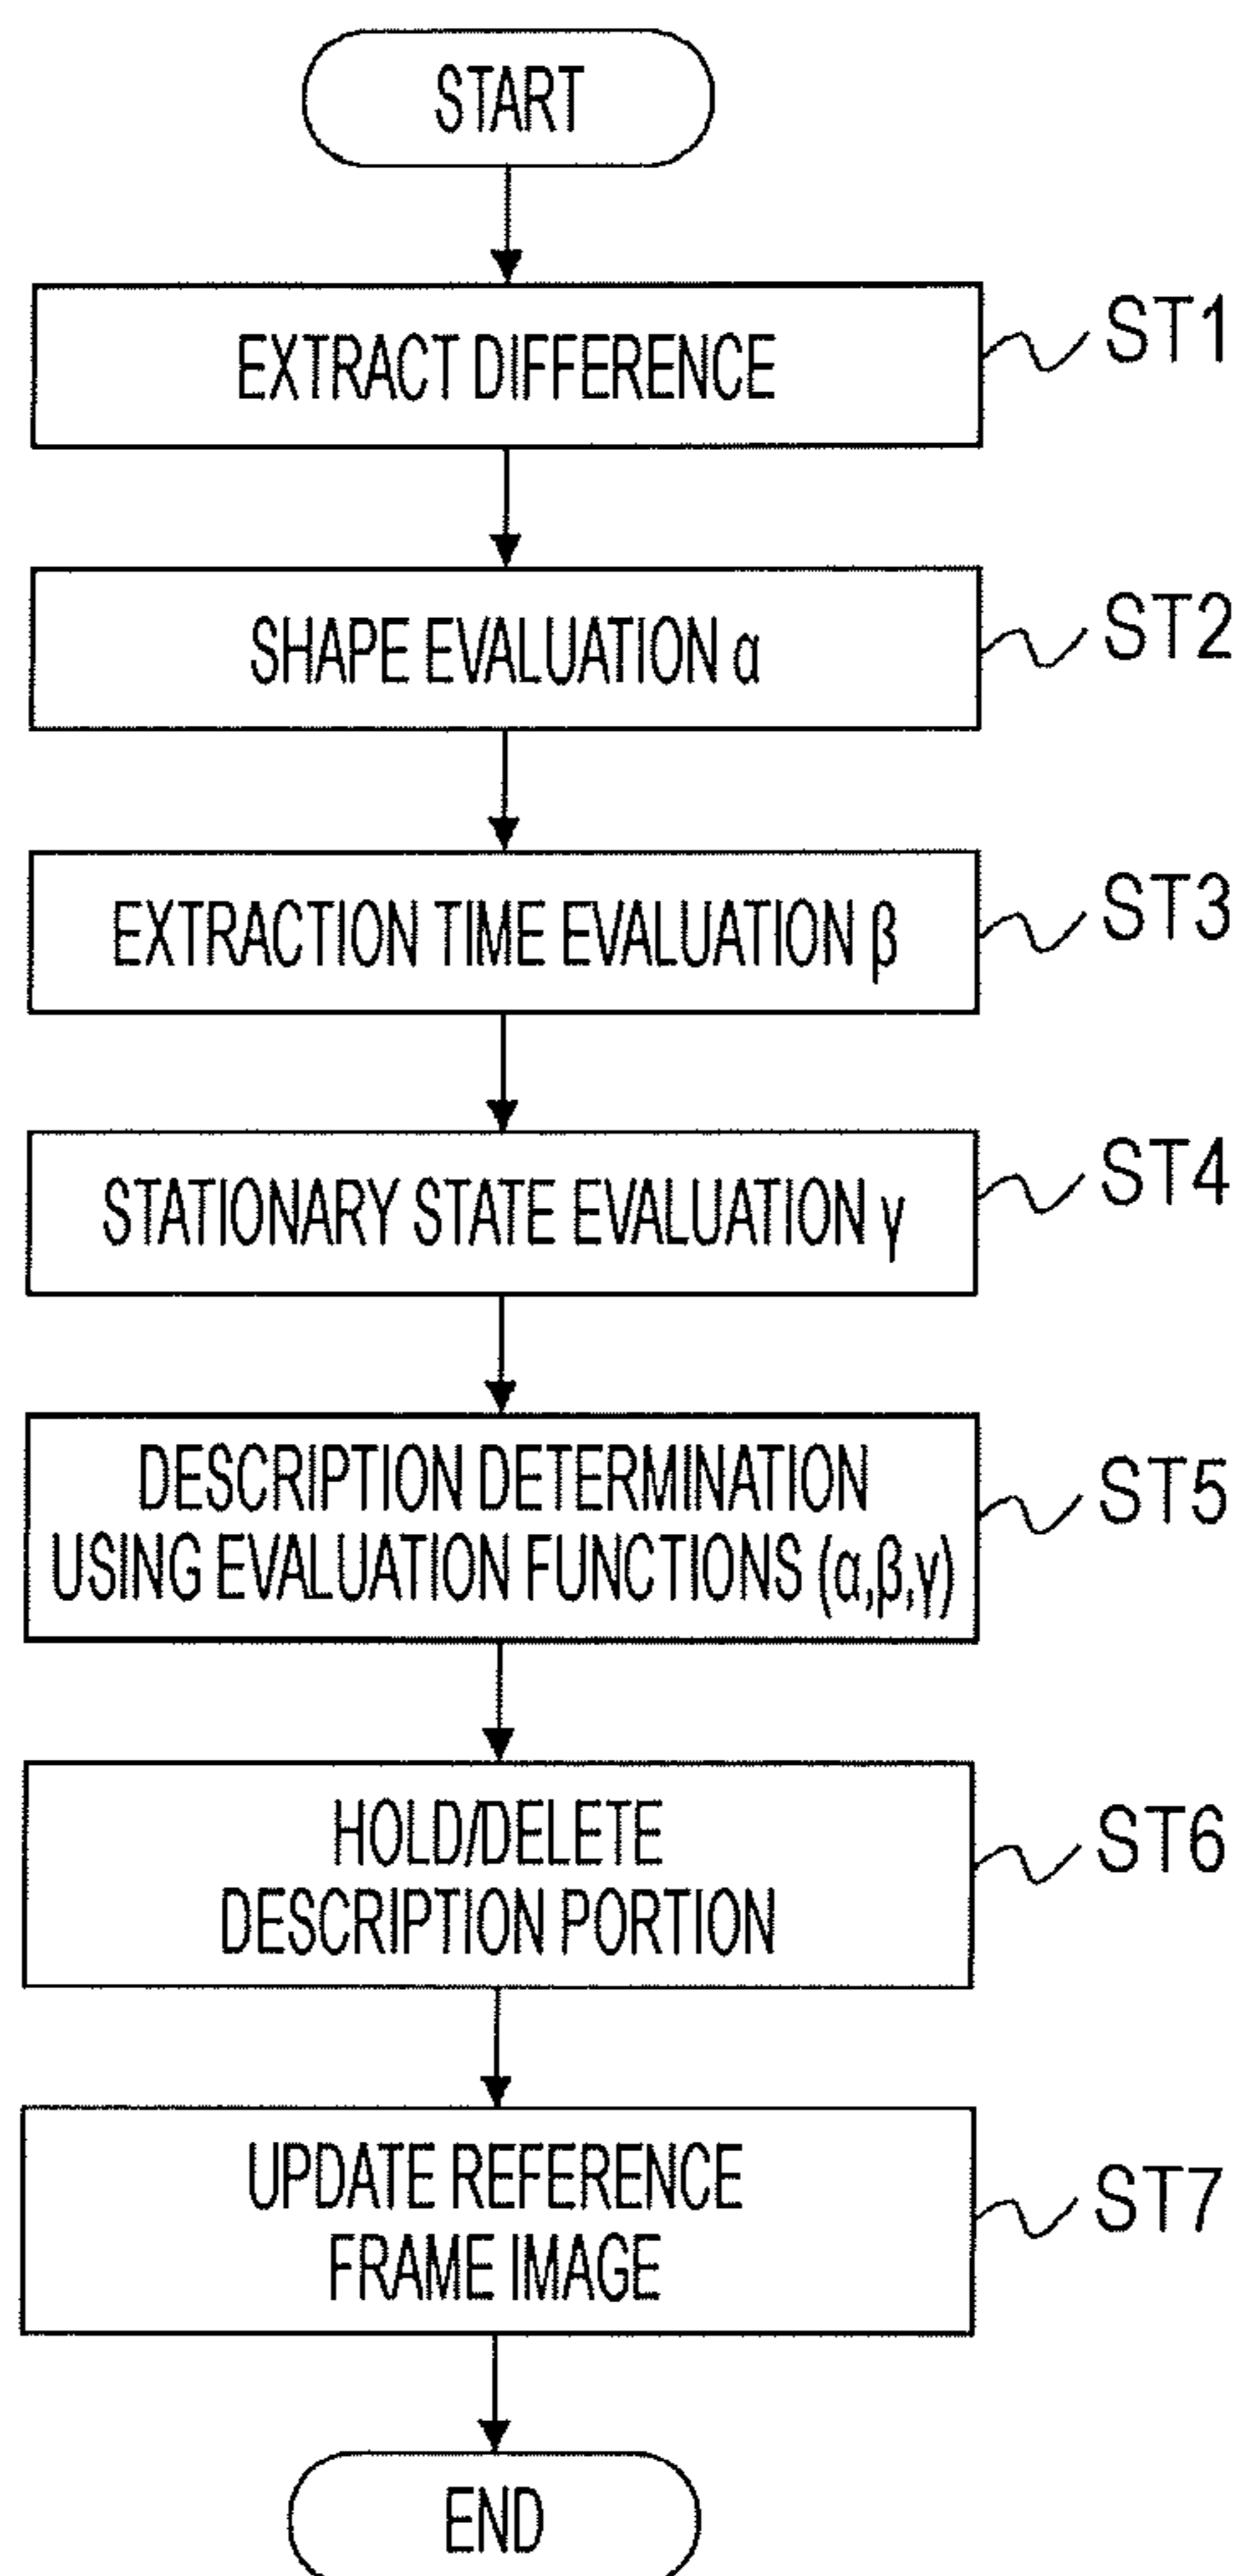 START
EXTRACT DIFFERENCE
ST1
SHAPE EVALUATION α
ST2
EXTRACTION TIME EVALUATION β
ST3
STATIONARY STATE EVALUATION γ
ST4
DESCRIPTION DETERMINATION
USING EVALUATION FUNCTIONS (α,β,γ)
ST5
HOLD/DELETE
DESCRIPTION PORTION
ST6
UPDATE REFERENCE
FRAME IMAGE
ST7
END